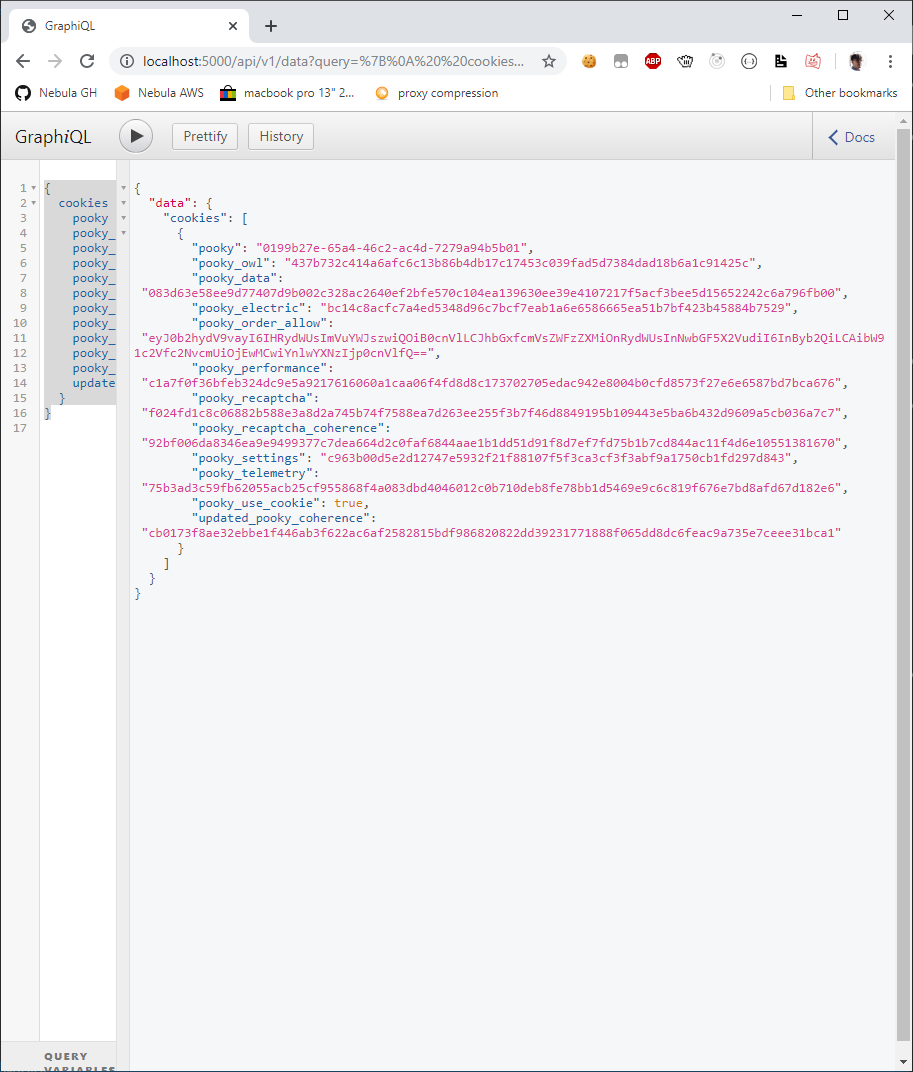 GraphiQL
localhost:5000/api/v1/data?query=%7B%0A%20%20cookies...
ABP
Nebula GH
Nebula AWS
macbook pro 13" 2...
proxy compression
Other bookmarks
GraphiQL
Prettify
History
Docs
1 {
2 cookies
3 pooky
4 pooky_
5 pooky_
6 pooky_
7 pooky_
8 pooky_
9 pooky_
10 pooky_
11 pooky_
12 pooky_
13 pooky_
14 update
15 }
16 }
17
{
"data": {
"cookies": [
{
"pooky": "0199b27e-65a4-46c2-ac4d-7279a94b5b01",
"pooky_owl": "437b732c414a6afc6c13b86b4db17c17453c039fad5d7384dad18b6a1c91425c",
"pooky_data":
"083d63e58ee9d77407d9b002c328ac2640ef2bfe570c104ea139630ee39e4107217f5acf3bee5d15652242c6a796fb00",
"pooky_electric": "bc14c8acfc7a4ed5348d96c7bcf7eab1a6e6586665ea51b7bf423b45884b7529",
"pooky_order_allow":
"eyJ0b2hydV9vayI6IHRydWUsImVuYWJszwiQOiB0cnVlLCJhbGxfcmVsZWFzZXMiOnRydWUsInNwbGF5X2VudiI6InByb2QiLCAibW9
1c2Vfc2NvcmUiOjEwMCwiYnlwYXNzIjp0cnVlfQ==",
"pooky_performance":
"c1a7f0f36bfeb324dc9e5a9217616060a1caa06f4fd8d8c173702705edac942e8004b0cfd8573f27e6e6587bd7bca676",
"pooky_recaptcha":
"f024fd1c8c06882b588e3a8d2a745b74f7588ea7d263ee255f3b7f46d8849195b109443e5ba6b432d9609a5cb036a7c7",
"pooky_recaptcha_coherence":
"92bf006da8346ea9e9499377c7dea664d2c0faf6844aae1b1dd51d91f8d7ef7fd75b1b7cd844ac11f4d6e10551381670",
"pooky_settings": "c963b00d5e2d12747e5932f21f88107f5f3ca3cf3f3abf9a1750cb1fd297d843",
"pooky_telemetry":
"75b3ad3c59fb62055acb25cf955868f4a083dbd4046012c0b710deb8fe78bb1d5469e9c6c819f676e7bd8afd67d182e6",
"pooky_use_cookie": true,
"updated_pooky_coherence":
"cb0173f8ae32ebbe1f446ab3f622ac6af2582815bdf986820822dd39231771888f065dd8dc6feac9a735e7ceee31bca1"
}
]
}
}
QUERY
VARIABLES